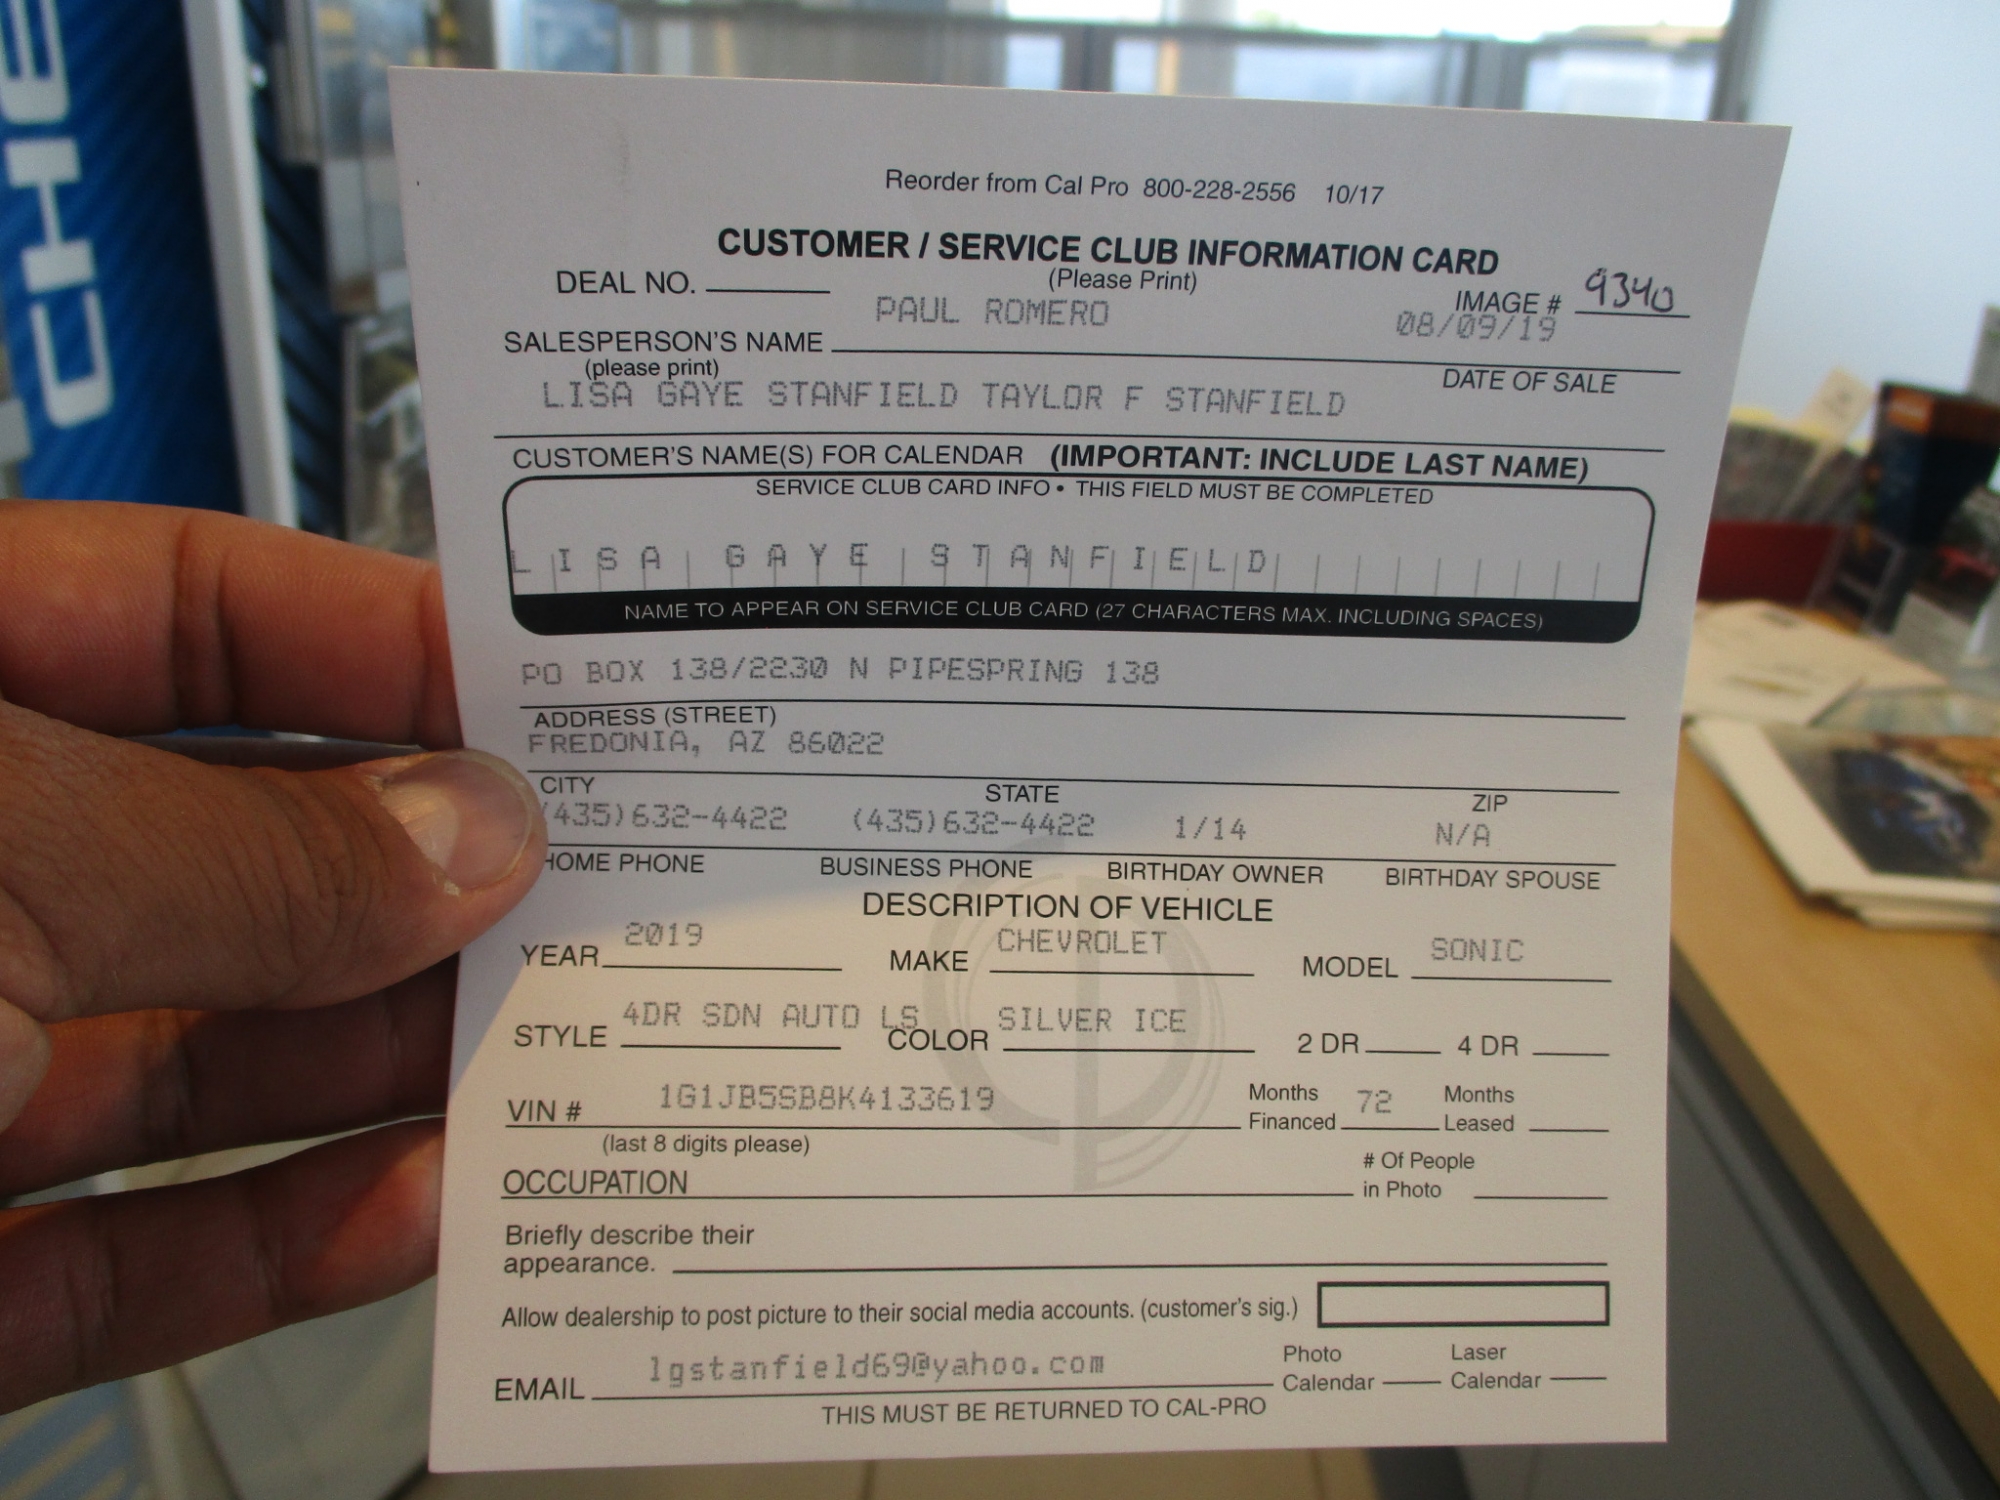 CHE
Reorder from Cal Pro 800-228-2556 10/17
CUSTOMER / SERVICE CLUB INFORMATION CARD
(Please Print)
DEAL NO.
IMAGE # 9340
PAUL ROMERO 08/09/19
SALESPERSON'S NAME
(please print) DATE OF SALE
LISA GAYE STANFIELD TAYLOR F STANFIELD
CUSTOMER'S NAME(S) FOR CALENDAR (IMPORTANT: INCLUDE LAST NAME)
SERVICE CLUB CARD INFO • THIS FIELD MUST BE COMPLETED
LISA GAYE STANFIELD
NAME TO APPEAR ON SERVICE CLUB CARD (27 CHARACTERS MAX. INCLUDING SPACES)
PO BOX 138/2230 N PIPESPRING 138
ADDRESS (STREET)
FREDONIA, AZ 86022
CITY STATE ZIP
(435)632-4422 (435)632-4422 1/14 N/A
HOME PHONE BUSINESS PHONE BIRTHDAY OWNER BIRTHDAY SPOUSE
DESCRIPTION OF VEHICLE
YEAR 2019 MAKE CHEVROLET MODEL SONIC
STYLE 4DR SDN AUTO LS COLOR SILVER ICE 2 DR 4 DR
VIN # 1G1JB5SB8K4133619 Months Financed 72 Months Leased
(last 8 digits please)
OCCUPATION # Of People in Photo
Briefly describe their
appearance.
Allow dealership to post picture to their social media accounts. (customer's sig.)
EMAIL lgstanfield69@yahoo.com Photo Calendar Laser Calendar
THIS MUST BE RETURNED TO CAL-PRO